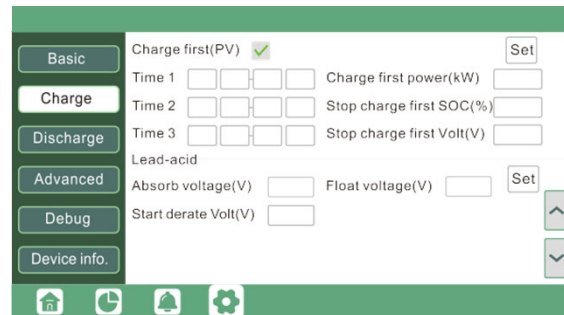 Basic
Charge
Discharge
Advanced
Debug
Device info.
Charge first(PV) Set
Time 1 Charge first power(kW)
Time 2 Stop charge first SOC(%)
Time 3 Stop charge first Volt(V)
Lead-acid
Absorb voltage(V) Float voltage(V) Set
Start derate Volt(V)